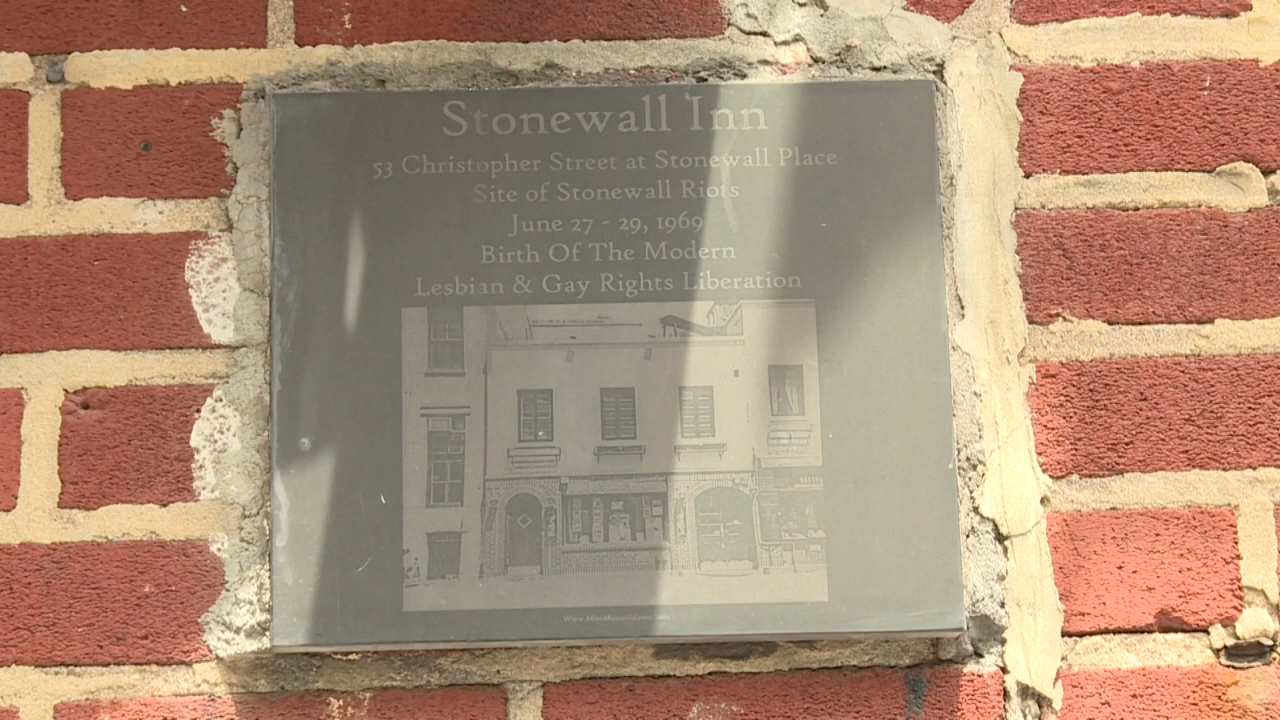 Stonewall Inn
53 Christopher Street at Stonewall Place
Site of Stonewall Riots
June 27 - 29, 1969
Birth Of The Modern
Lesbian & Gay Rights Liberation